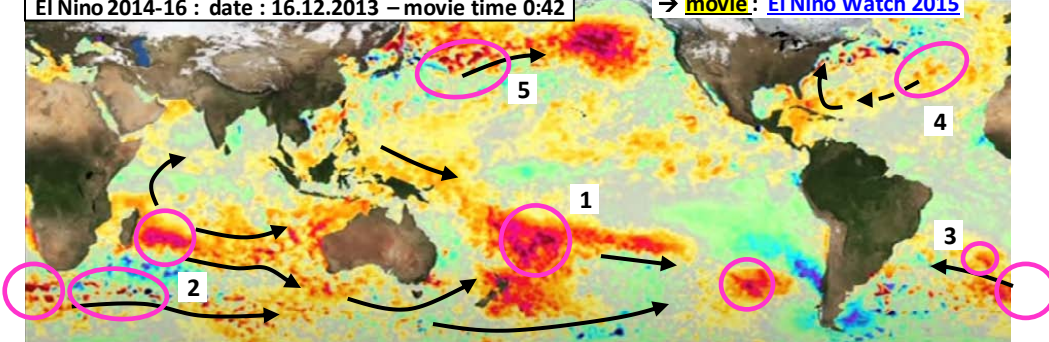 El Nino 2014-16 : date : 16.12.2013 – movie time 0:42
→ movie : El Nino Watch 2015
5
4
1
3
2